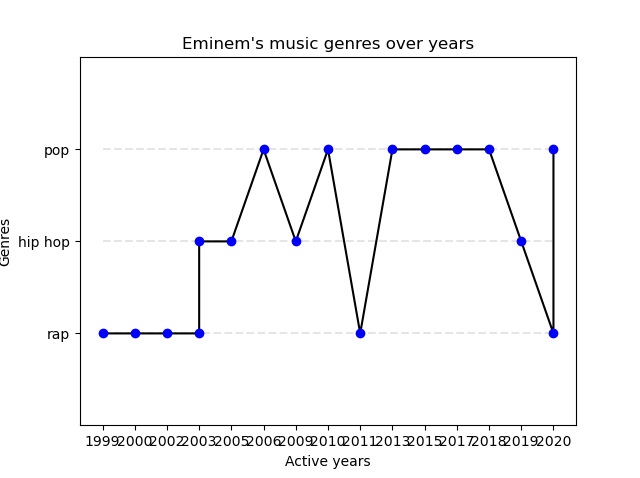 Eminem's music genres over years
pop
hip hop
rap
Genres
1999 2000 2002 2003 2005 2006 2009 2010 2011 2013 2015 2017 2018 2019 2020
Active years